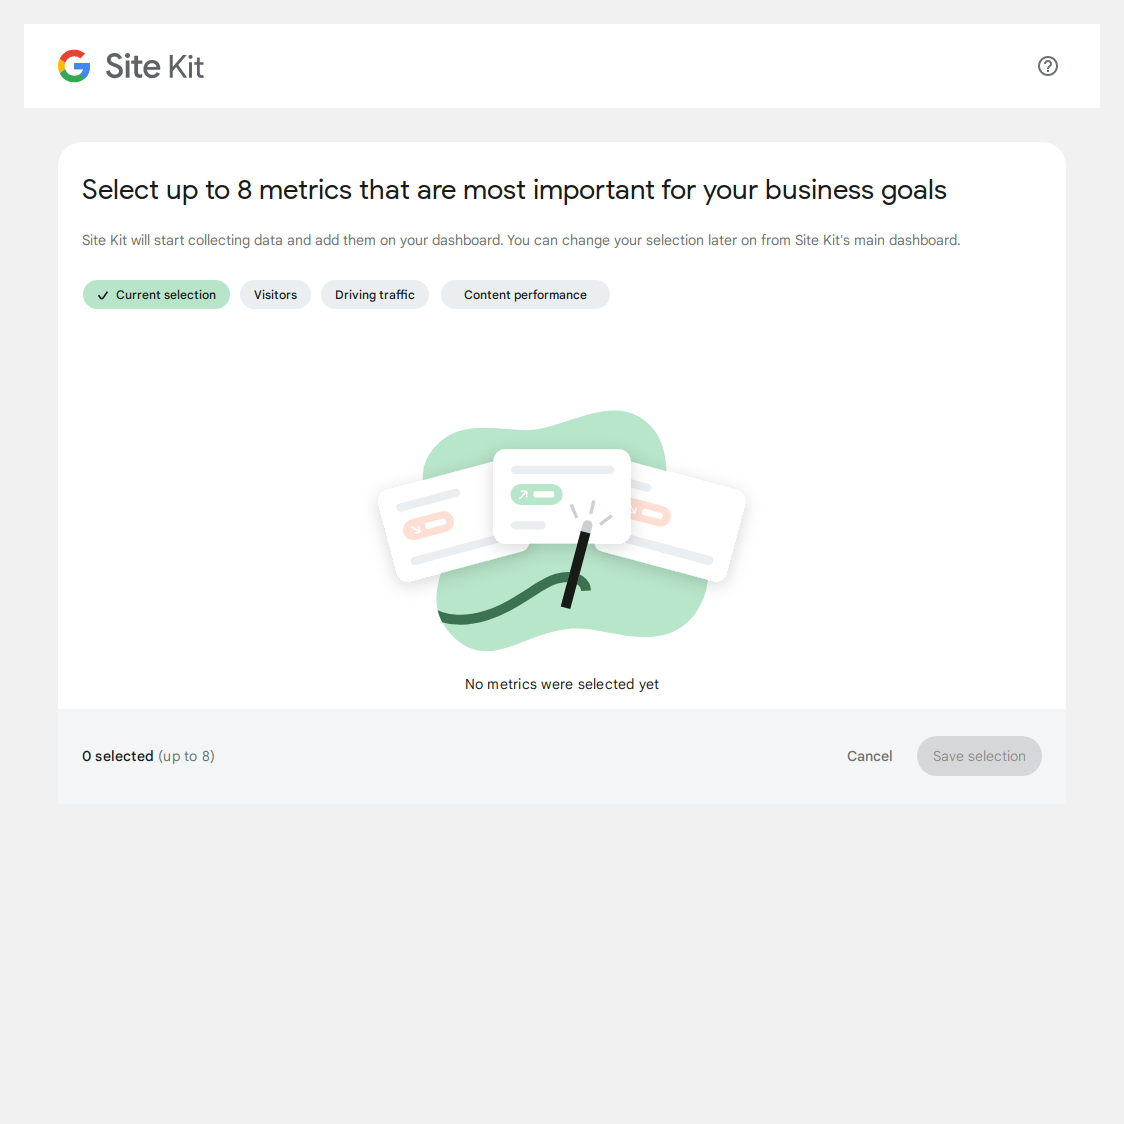 Site Kit
Select up to 8 metrics that are most important for your business goals
Site Kit will start collecting data and add them on your dashboard. You can change your selection later on from Site Kit's main dashboard.
Current selection
Visitors
Driving traffic
Content performance
No metrics were selected yet
0 selected (up to 8)
Cancel
Save selection